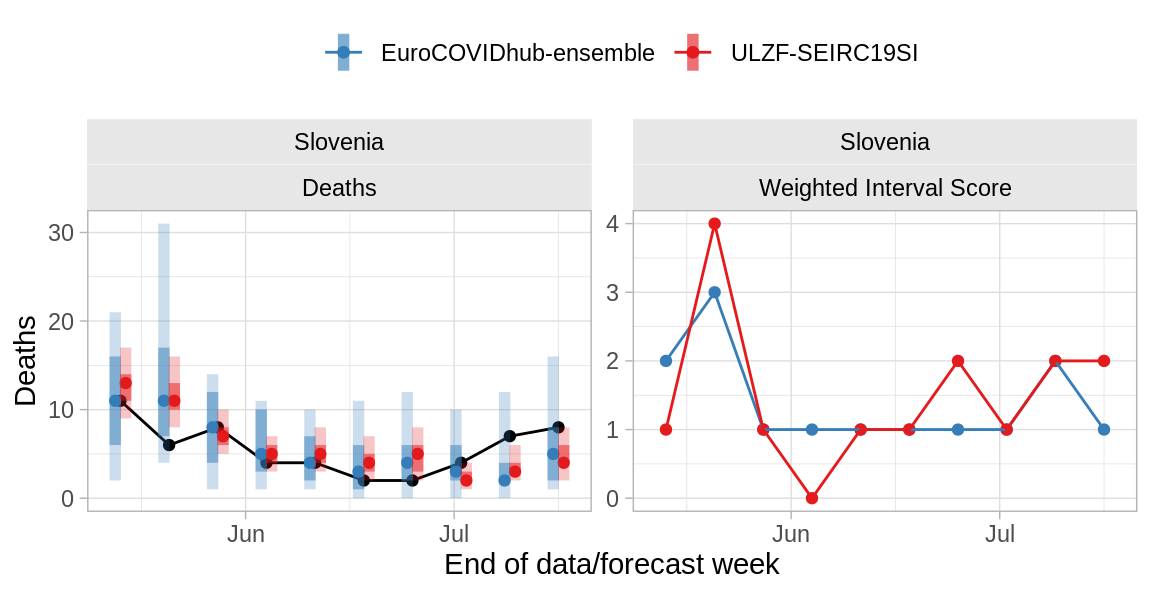 EuroCOVIDhub-ensemble ULZF-SEIRC19SI
Slovenia
Deaths
Deaths
30
20
10
0
Jun Jul
Slovenia
Weighted Interval Score
4
3
2
1
0
Jun Jul
End of data/forecast week